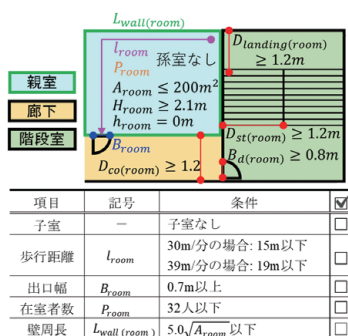 L_wall(room)
l_room
P_room
孫室なし
A_room ≤ 200m²
H_room ≥ 2.1m
h_room = 0m
B_room
D_co(room) ≥ 1.2
D_landing(room)
≥ 1.2m
D_st(room) ≥ 1.2m
B_d(room) ≥ 0.8m
親室
廊下
階段室
項目 記号 条件 ☑
子室 － 子室なし □
歩行距離 l_room 30m/分の場合: 15m以下
39m/分の場合: 19m以下 □
出口幅 B_room 0.7m以上 □
在室者数 P_room 32人以下 □
壁周長 L_wall(room) 5.0√A_room 以下 □